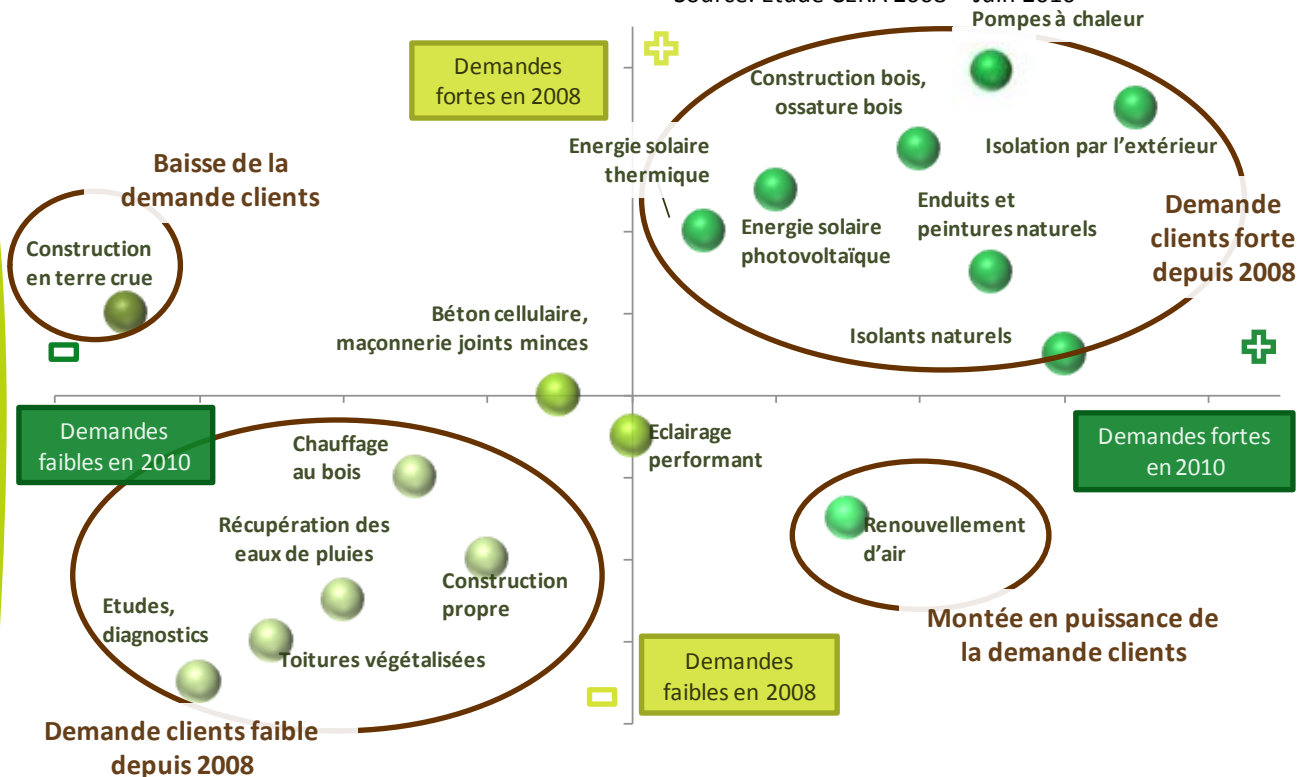 Pompes à chaleur
Demandes
fortes en 2008
Construction bois,
ossature bois
Energie solaire
thermique
Isolation par l’extérieur
Baisse de la
demande clients
Enduits et
peintures naturels
Demande
clients forte
depuis 2008
Energie solaire
photovoltaïque
Construction
en terre crue
Béton cellulaire,
maçonnerie joints minces
Isolants naturels
Demandes
faibles en 2010
Chauffage
au bois
Eclairage
performant
Demandes fortes
en 2010
Récupération des
eaux de pluies
Renouvellement
d’air
Construction
propre
Etudes,
diagnostics
Toitures végétalisées
Montée en puissance de
la demande clients
Demandes
faibles en 2008
Demande clients faible
depuis 2008